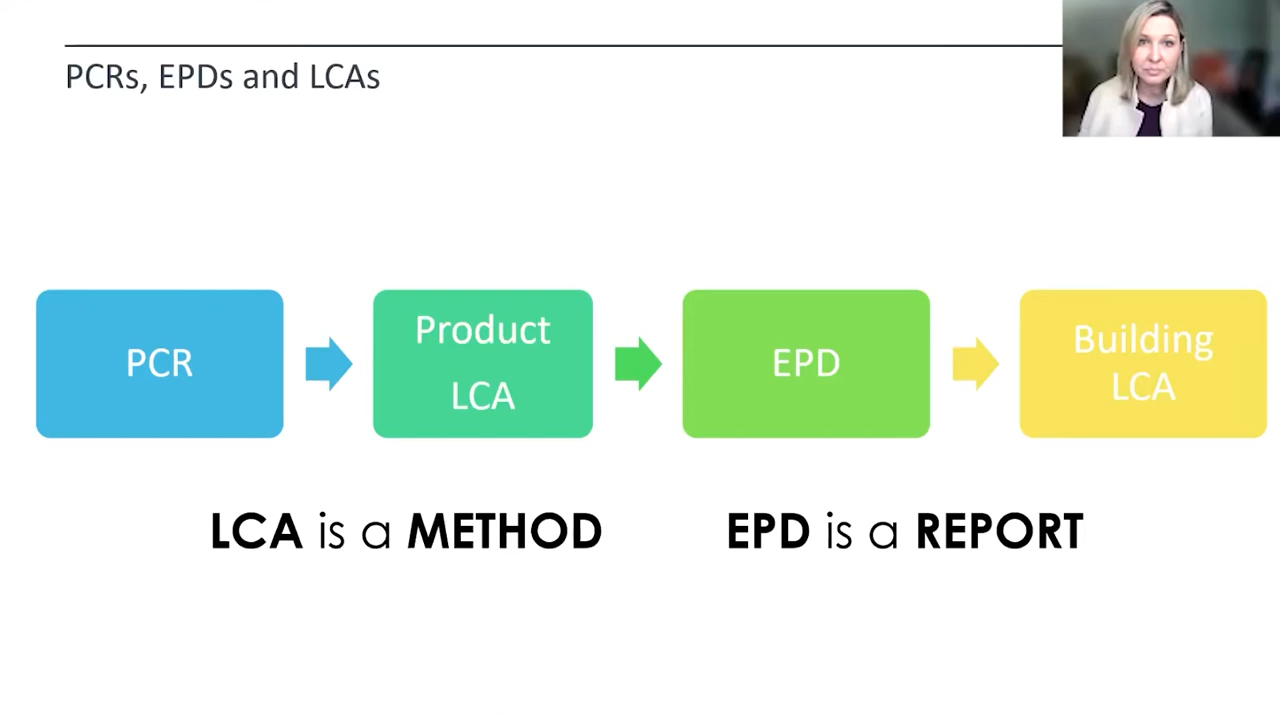 PCRs, EPDs and LCAs
PCR
Product
LCA
EPD
Building
LCA
LCA is a METHOD
EPD is a REPORT